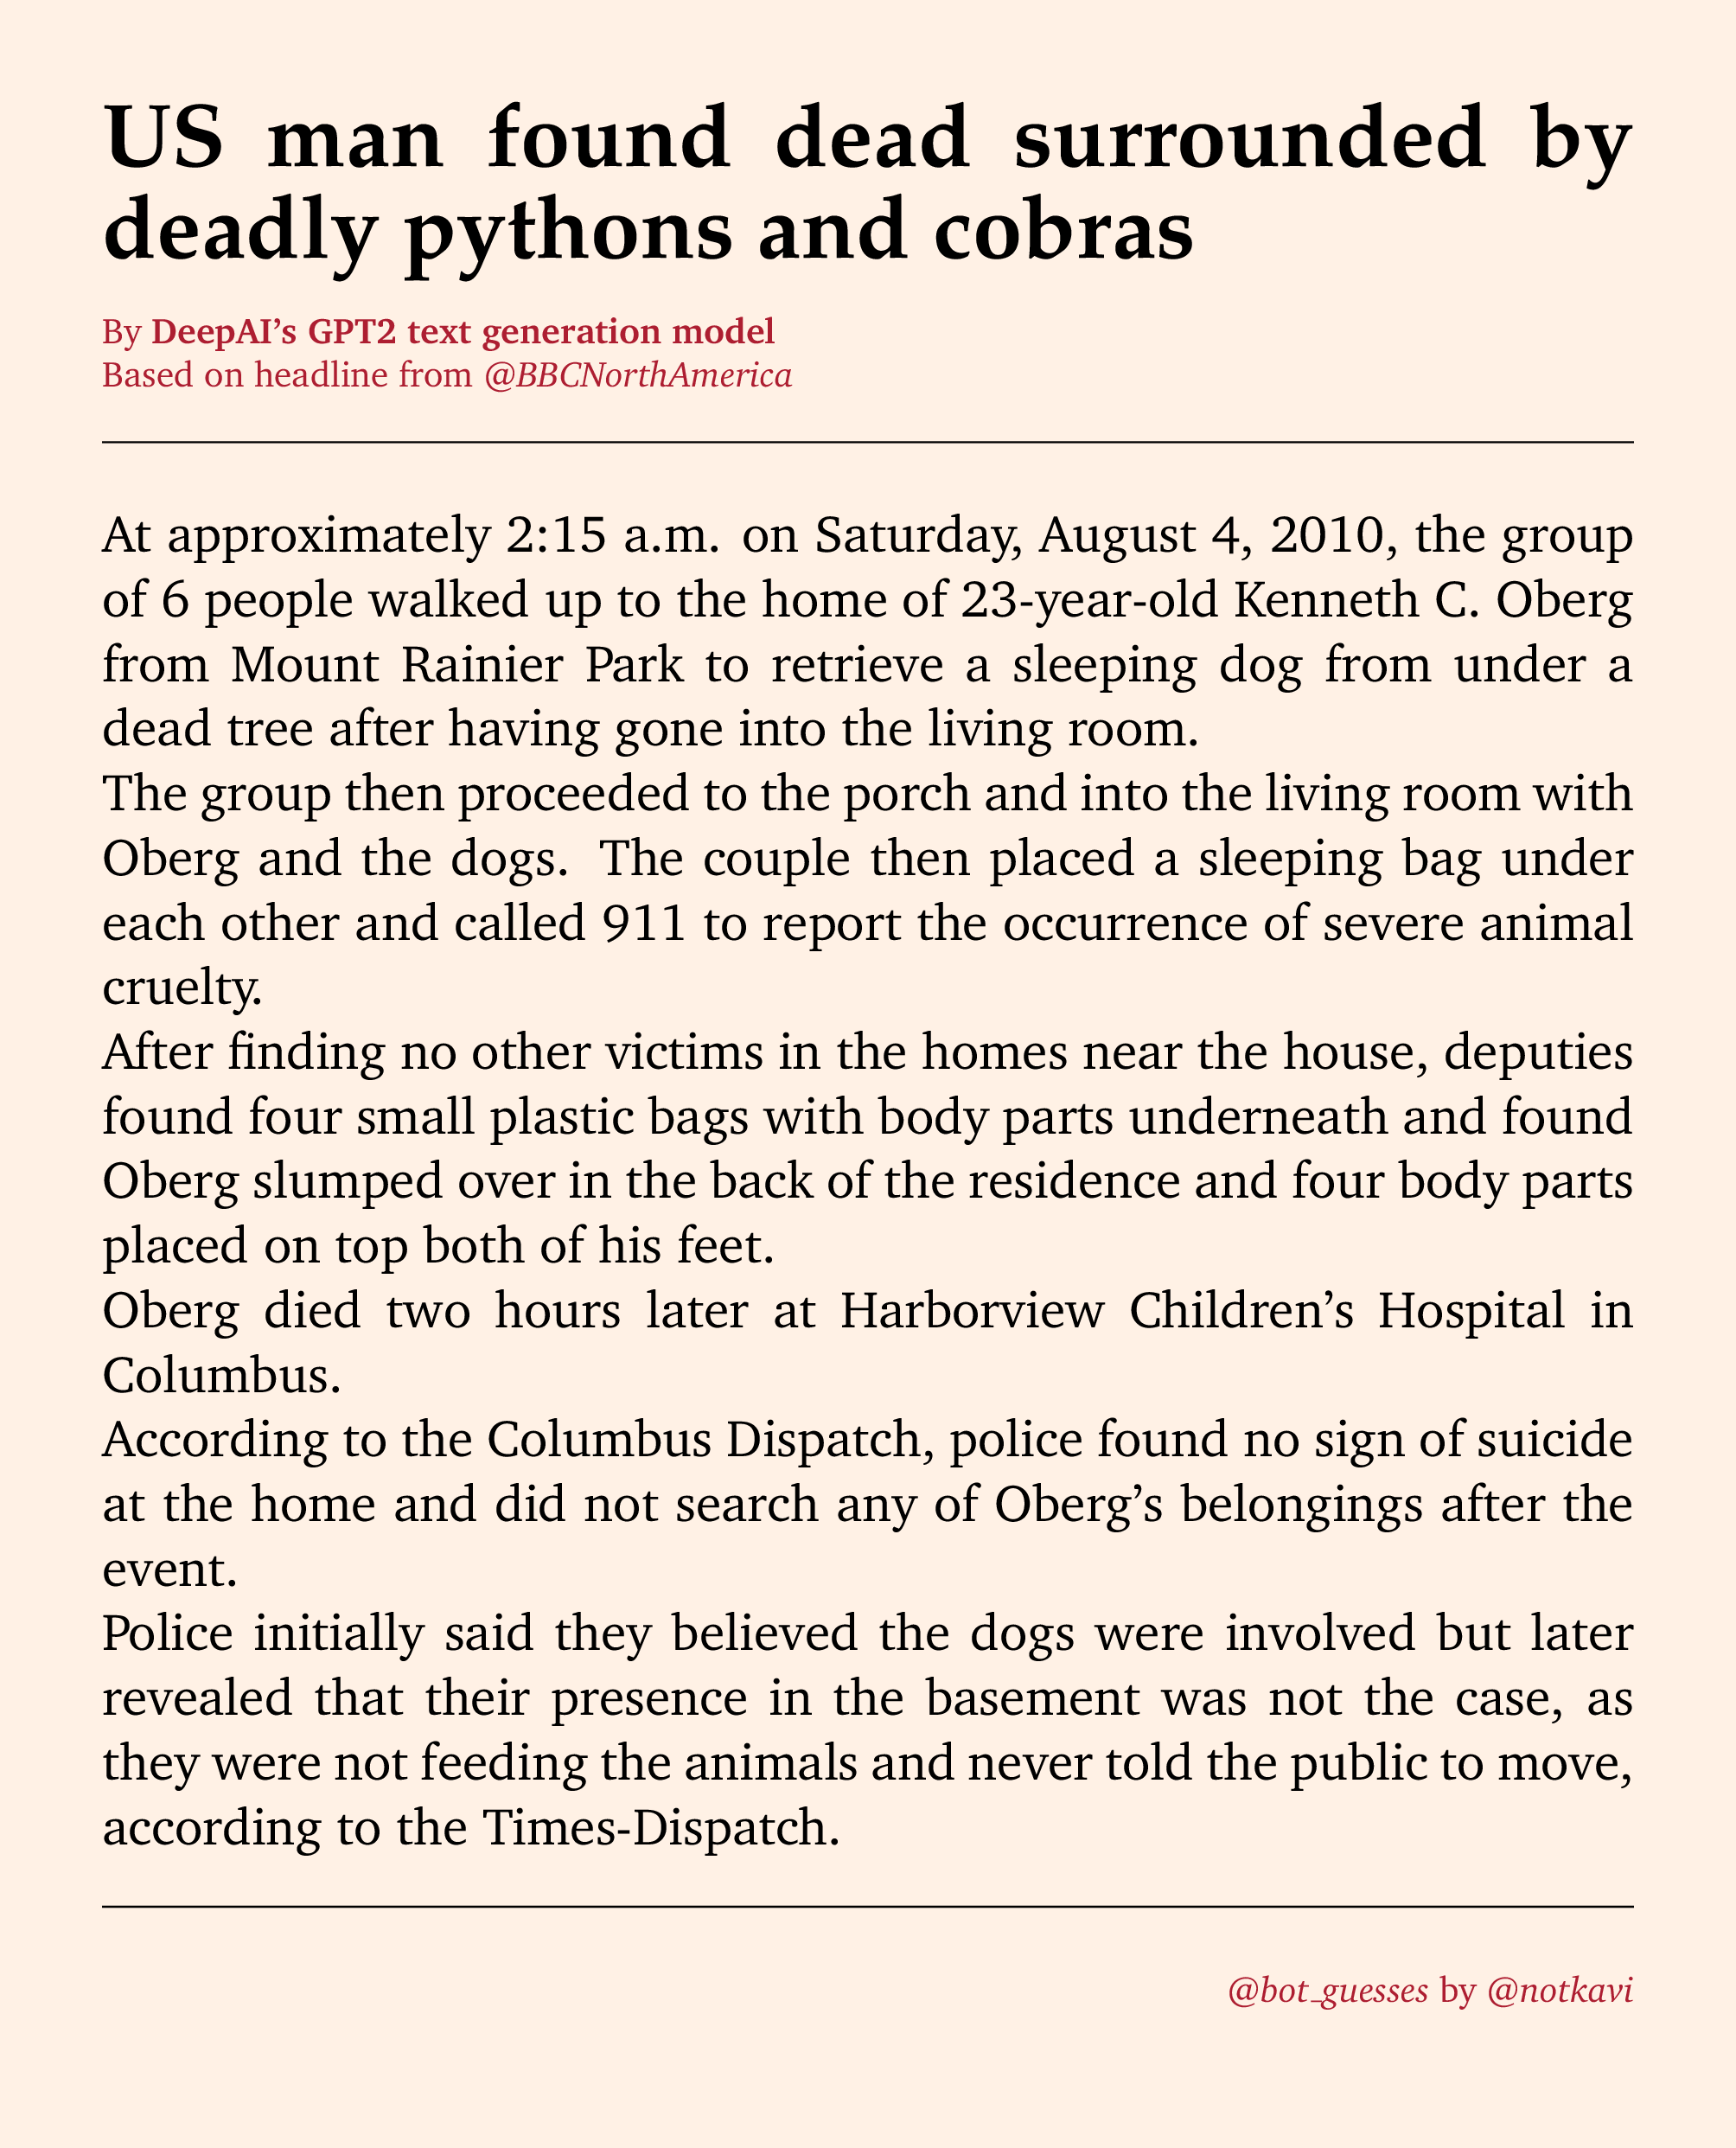 US man found dead surrounded by
deadly pythons and cobras
By DeepAI's GPT2 text generation model
Based on headline from @BBCNorthAmerica
At approximately 2:15 a.m. on Saturday, August 4, 2010, the group
of 6 people walked up to the home of 23-year-old Kenneth C. Oberg
from Mount Rainier Park to retrieve a sleeping dog from under a
dead tree after having gone into the living room.
The group then proceeded to the porch and into the living room with
Oberg and the dogs. The couple then placed a sleeping bag under
each other and called 911 to report the occurrence of severe animal
cruelty.
After finding no other victims in the homes near the house, deputies
found four small plastic bags with body parts underneath and found
Oberg slumped over in the back of the residence and four body parts
placed on top both of his feet.
Oberg died two hours later at Harborview Children's Hospital in
Columbus.
According to the Columbus Dispatch, police found no sign of suicide
at the home and did not search any of Oberg's belongings after the
event.
Police initially said they believed the dogs were involved but later
revealed that their presence in the basement was not the case, as
they were not feeding the animals and never told the public to move,
according to the Times-Dispatch.
@bot_guesses by @notkavi